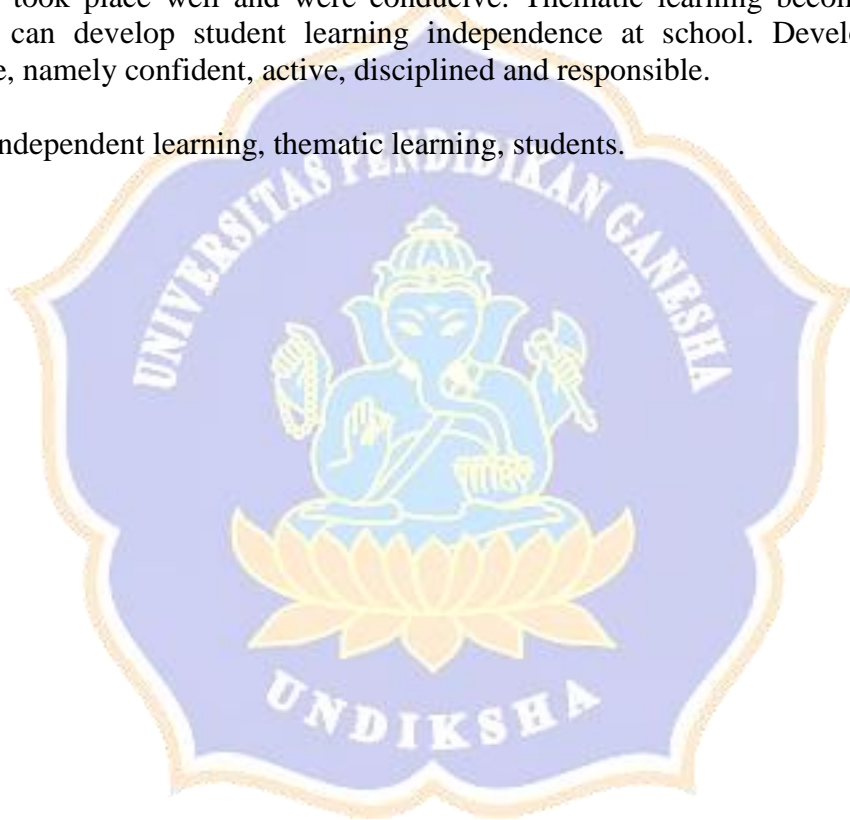 took place well and were conducive. Thematic learning becom
can develop student learning independence at school. Develo
e, namely confident, active, disciplined and responsible.
ndependent learning, thematic learning, students.
UNIVERSITAS PENDIDIKAN GANESHA
UNDIKSHA